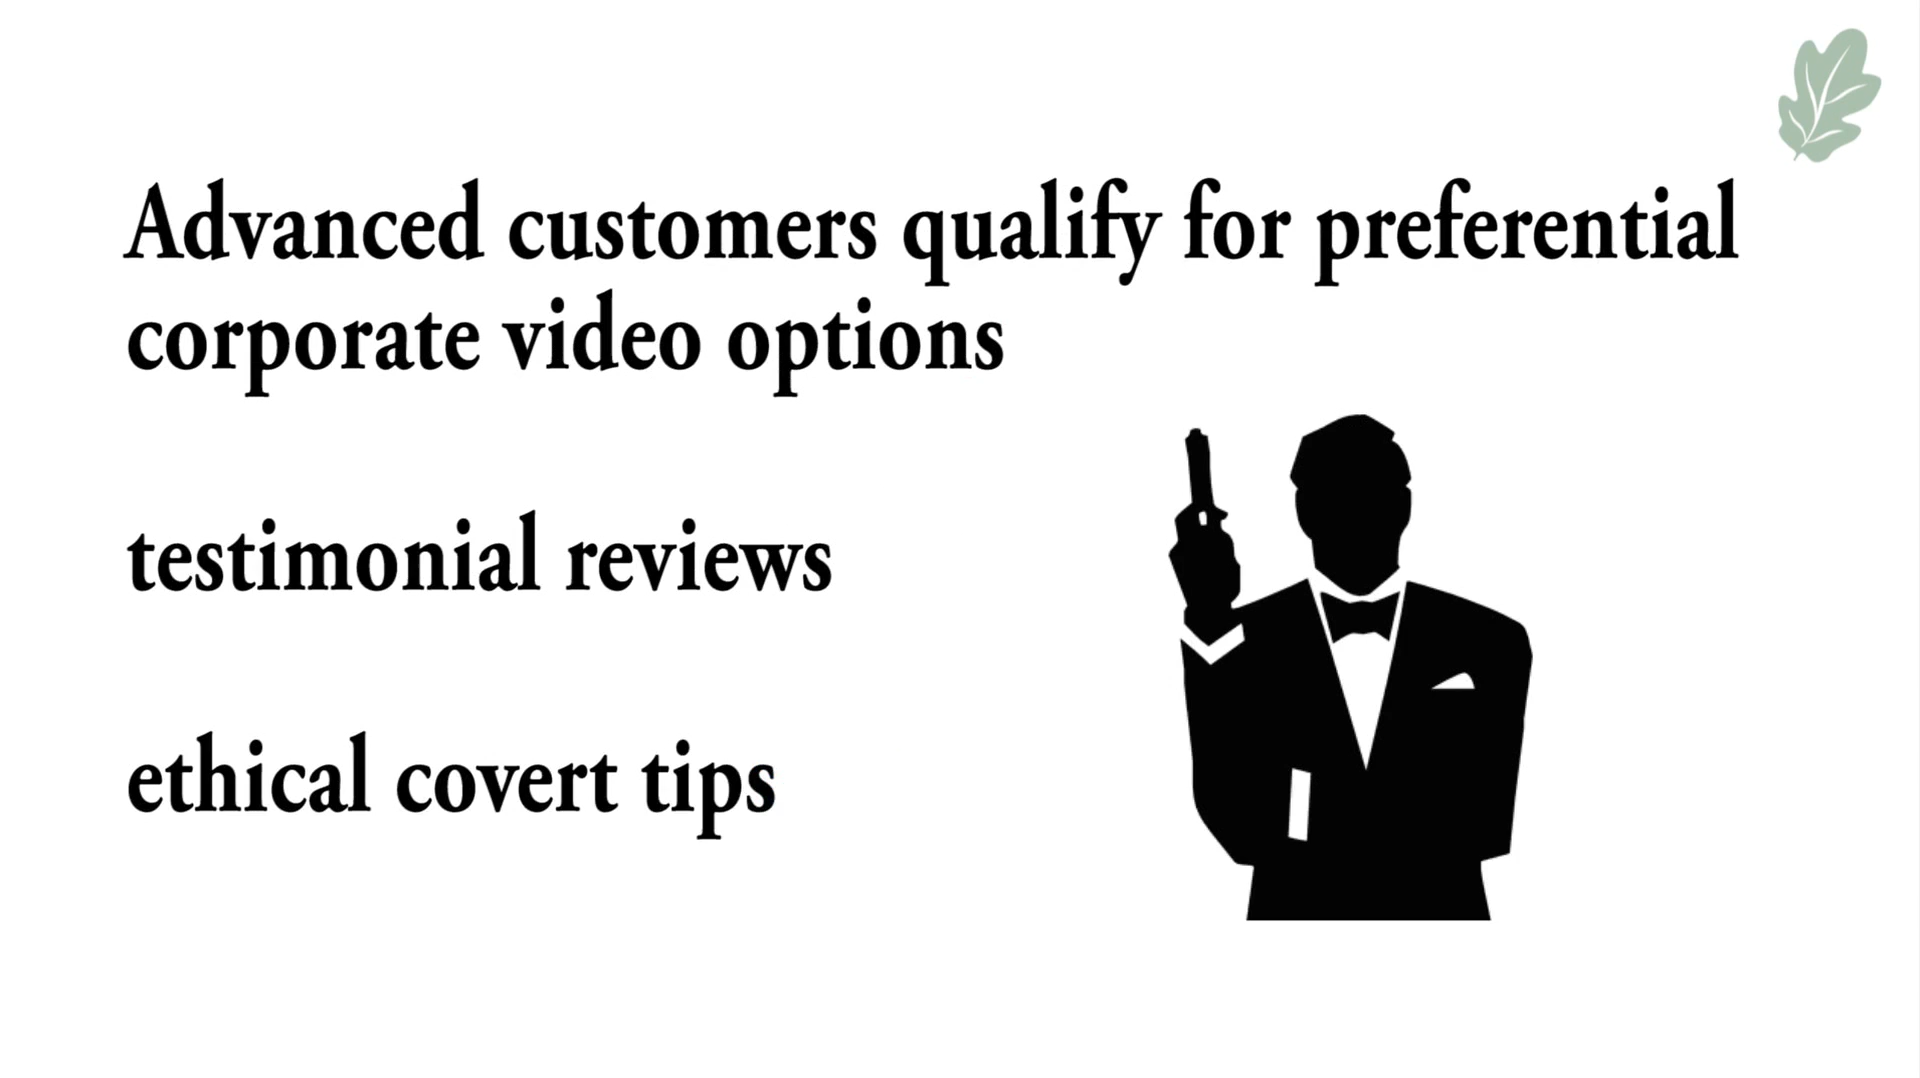 Advanced customers qualify for preferential
corporate video options
testimonial reviews
ethical covert tips